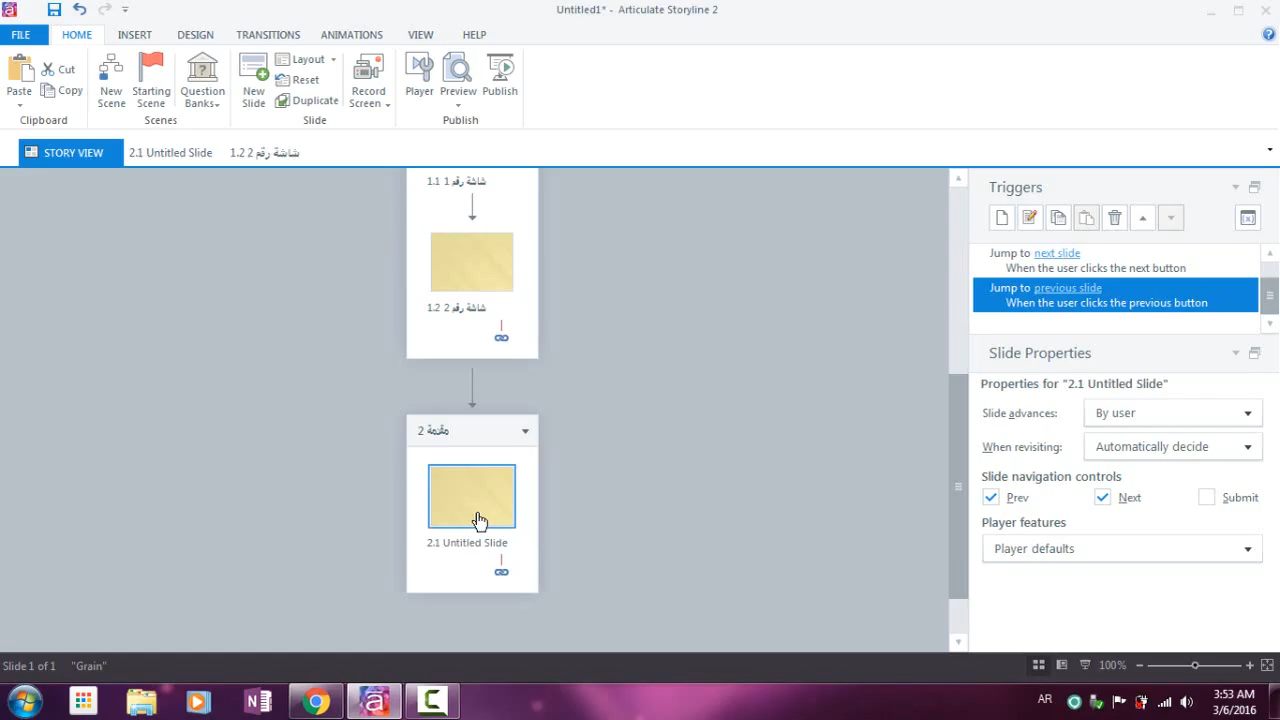 Untitled1* - Articulate Storyline 2
FILE HOME INSERT DESIGN TRANSITIONS ANIMATIONS VIEW HELP
Paste
Cut
Copy
Clipboard
New Scene
Starting Scene
Question Banks
Scenes
New Slide
Layout
Reset
Duplicate
Slide
Record Screen
Player
Preview
Publish
Publish
STORY VIEW 2.1 Untitled Slide 1.2 شاشة رقم 2
1.1 شاشة رقم 1
1.2 شاشة رقم 2
2 مقدمة
2.1 Untitled Slide
Triggers
Jump to next slide
When the user clicks the next button
Jump to previous slide
When the user clicks the previous button
Slide Properties
Properties for "2.1 Untitled Slide"
Slide advances: By user
When revisiting: Automatically decide
Slide navigation controls
Prev Next Submit
Player features
Player defaults
Slide 1 of 1 "Grain" 100%
AR 3:53 AM
3/6/2016